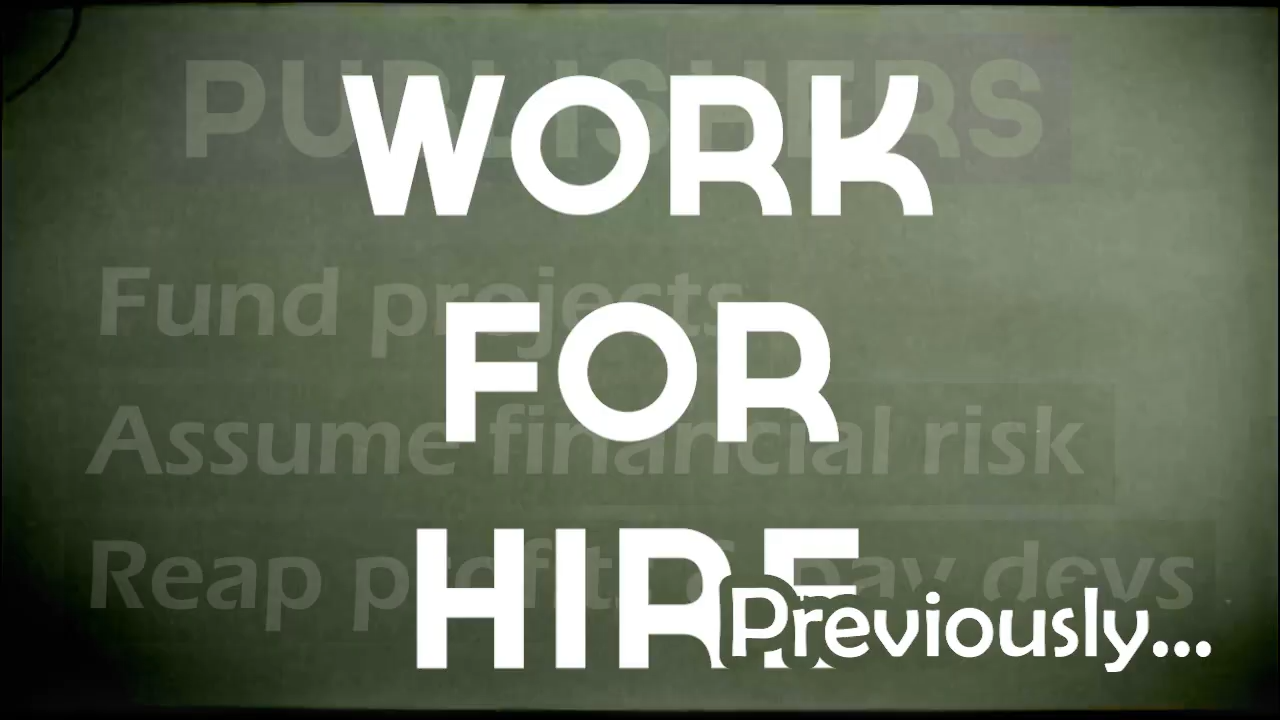 PUBLISHERS
WORK
Fund projects
FOR
Assume financial risk
Reap profits & pay devs
HIRE
Previously...